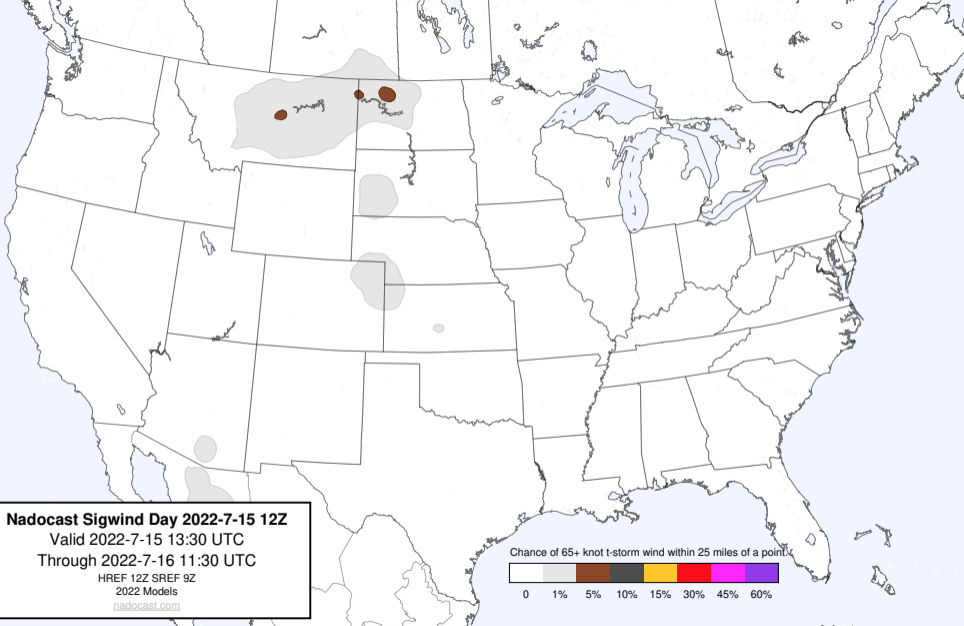 Nadocast Sigwind Day 2022-7-15 12Z
Valid 2022-7-15 13:30 UTC
Through 2022-7-16 11:30 UTC
HREF 12Z SREF 9Z
2022 Models
nadocast.com
Chance of 65+ knot t-storm wind within 25 miles of a point.
0 1% 5% 10% 15% 30% 45% 60%